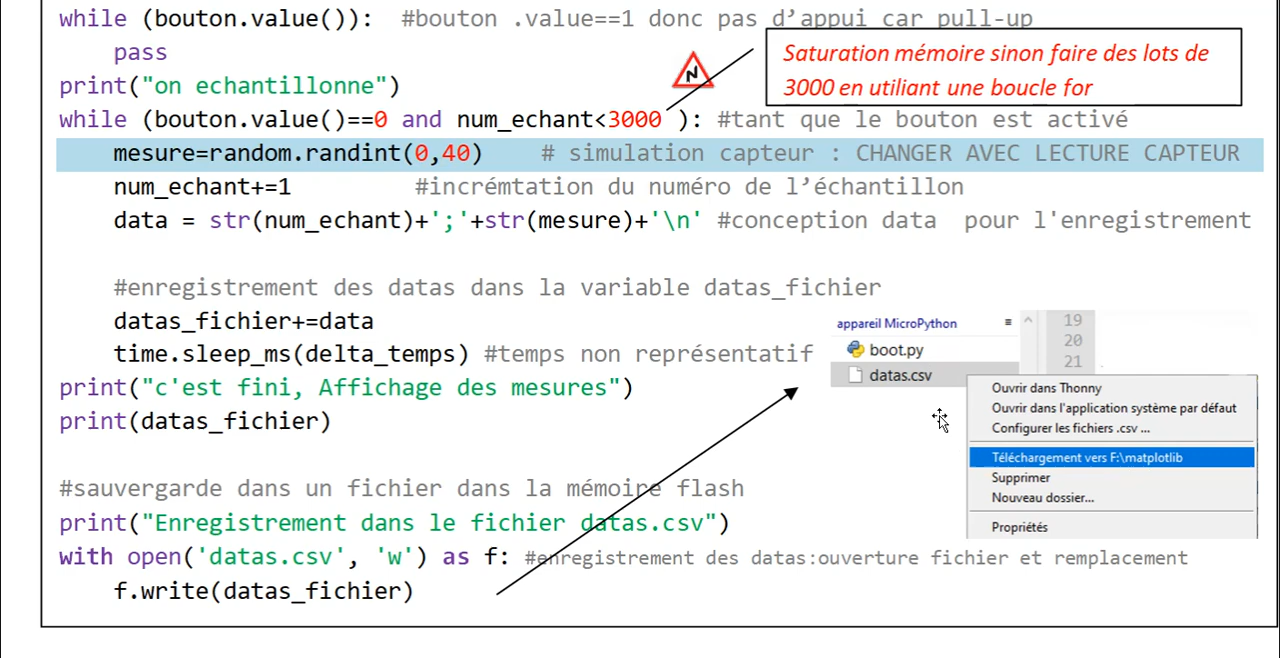 while (bouton.value()):  #bouton .value==1 donc pas d’appui car pull-up
    pass
print("on echantillonne")
Saturation mémoire sinon faire des lots de
3000 en utiliant une boucle for
while (bouton.value()==0 and num_echant<3000 ): #tant que le bouton est activé
    mesure=random.randint(0,40)    # simulation capteur : CHANGER AVEC LECTURE CAPTEUR
    num_echant+=1         #incrémtation du numéro de l’échantillon
    data = str(num_echant)+';'+str(mesure)+'\n' #conception data  pour l'enregistrement
    #enregistrement des datas dans la variable datas_fichier
    datas_fichier+=data
    time.sleep_ms(delta_temps) #temps non représentatif
print("c'est fini, Affichage des mesures")
print(datas_fichier)
#sauvergarde dans un fichier dans la mémoire flash
print("Enregistrement dans le fichier datas.csv")
with open('datas.csv', 'w') as f: #enregistrement des datas:ouverture fichier et remplacement
    f.write(datas_fichier)
appareil MicroPython
boot.py
datas.csv
19
20
21
Ouvrir dans Thonny
Ouvrir dans l'application système par défaut
Configurer les fichiers .csv ...
Téléchargement vers F:\matplotlib
Supprimer
Nouveau dossier...
Propriétés